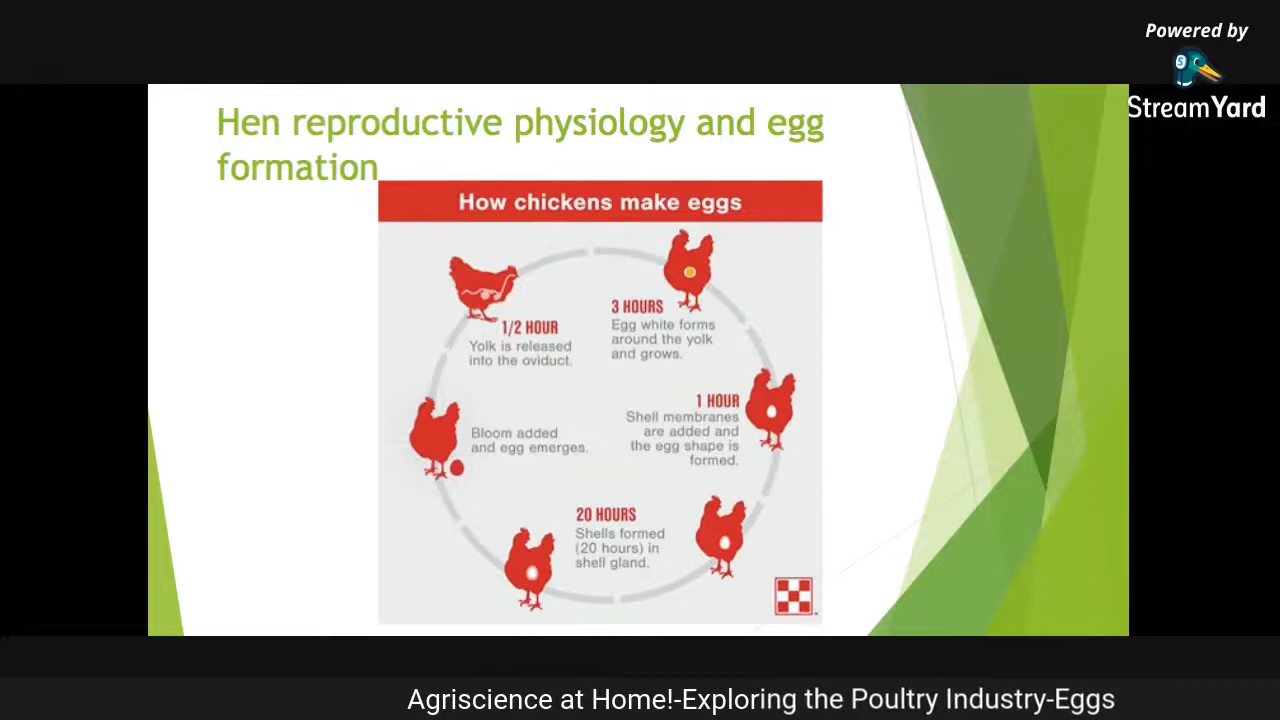 Powered by
StreamYard
Hen reproductive physiology and egg
formation
How chickens make eggs
1/2 HOUR
Yolk is released
into the oviduct.
3 HOURS
Egg white forms
around the yolk
and grows.
1 HOUR
Shell membranes
are added and
the egg shape is
formed.
20 HOURS
Shells formed
(20 hours) in
shell gland.
Bloom added
and egg emerges.
Agriscience at Home!-Exploring the Poultry Industry-Eggs